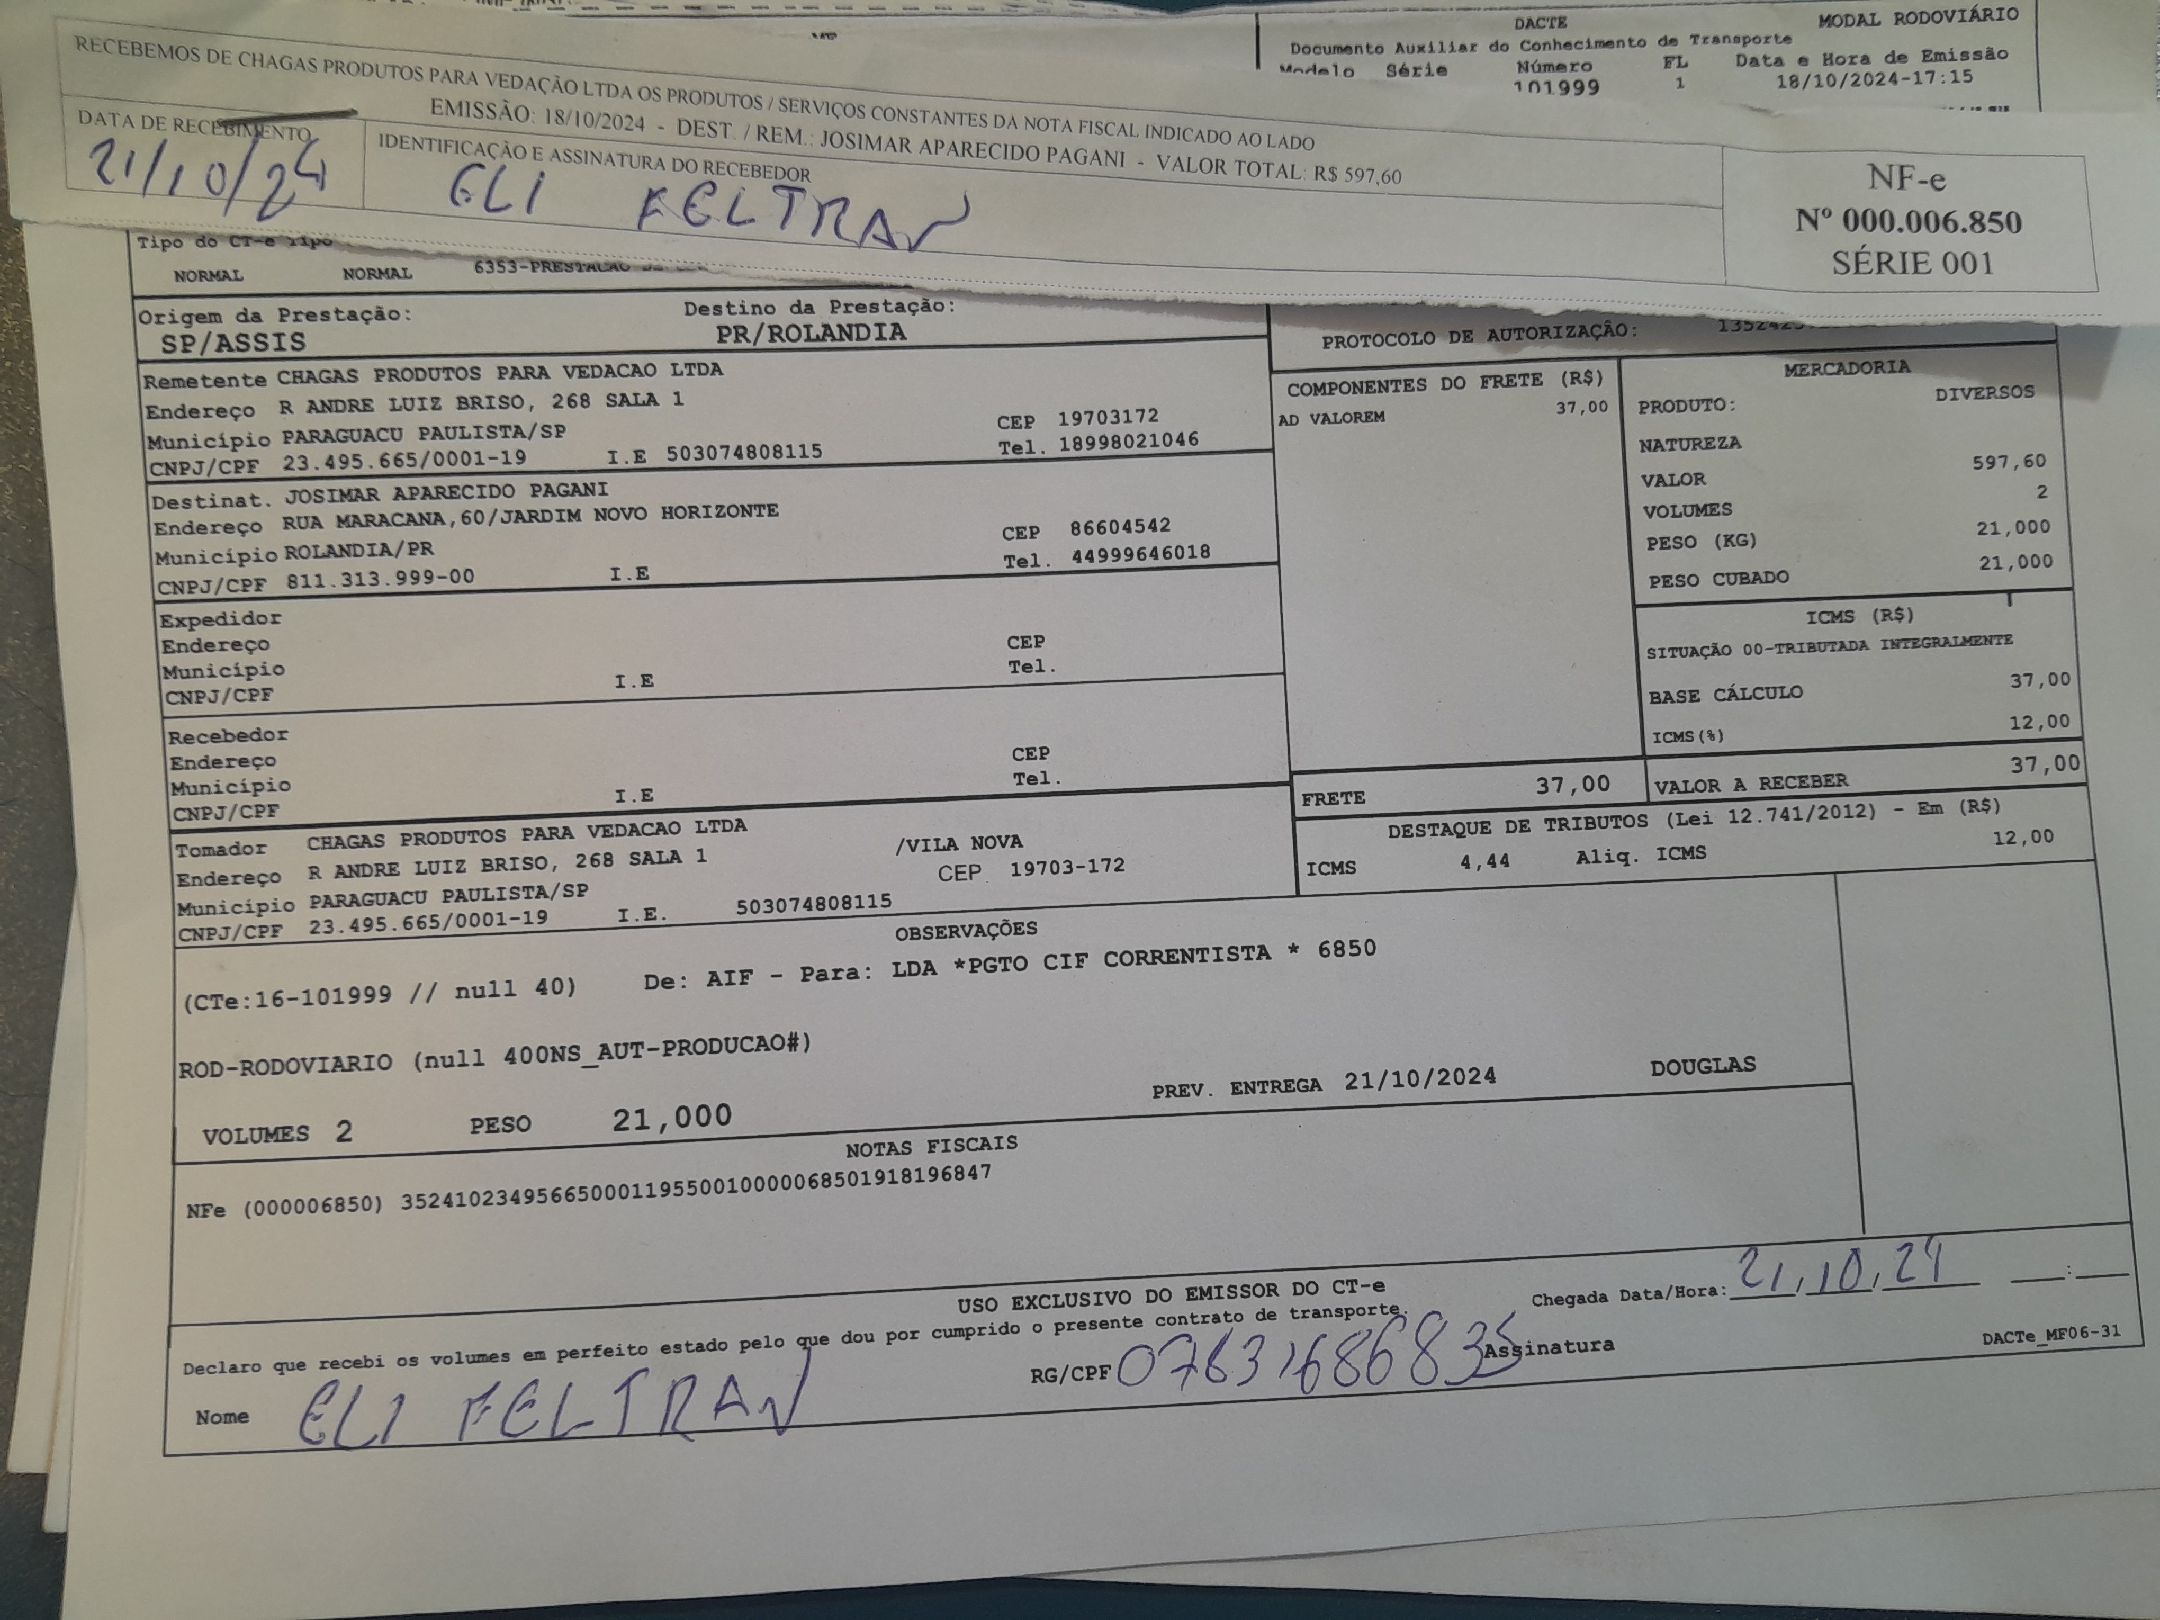 DACTE
MODAL RODOVIÁRIO
Documento Auxiliar do Conhecimento de Transporte
Modelo Série Número FL Data e Hora de Emissão
101999 1 18/10/2024-17:15
RECEBEMOS DE CHAGAS PRODUTOS PARA VEDAÇÃO LTDA OS PRODUTOS / SERVIÇOS CONSTANTES DA NOTA FISCAL INDICADO AO LADO
EMISSÃO: 18/10/2024 - DEST. / REM.: JOSIMAR APARECIDO PAGANI - VALOR TOTAL: R$ 597,60
DATA DE RECEBIMENTO
21/10/24
IDENTIFICAÇÃO E ASSINATURA DO RECEBEDOR
ELI FELTRAN
NF-e
Nº 000.006.850
SÉRIE 001
Tipo do CT-e Tipo
NORMAL NORMAL 6353-PRESTACAO DE
Origem da Prestação:
SP/ASSIS
Destino da Prestação:
PR/ROLANDIA
PROTOCOLO DE AUTORIZAÇÃO:
Remetente CHAGAS PRODUTOS PARA VEDACAO LTDA
Endereço R ANDRE LUIZ BRISO, 268 SALA 1
Município PARAGUACU PAULISTA/SP CEP 19703172
CNPJ/CPF 23.495.665/0001-19 I.E 503074808115 Tel. 18998021046
Destinat. JOSIMAR APARECIDO PAGANI
Endereço RUA MARACANA,60/JARDIM NOVO HORIZONTE
Município ROLANDIA/PR CEP 86604542
CNPJ/CPF 811.313.999-00 I.E Tel. 44999646018
Expedidor
Endereço CEP
Município Tel.
CNPJ/CPF I.E
Recebedor
Endereço CEP
Município Tel.
CNPJ/CPF I.E
Tomador CHAGAS PRODUTOS PARA VEDACAO LTDA
Endereço R ANDRE LUIZ BRISO, 268 SALA 1 /VILA NOVA
Município PARAGUACU PAULISTA/SP CEP 19703-172
CNPJ/CPF 23.495.665/0001-19 I.E. 503074808115
COMPONENTES DO FRETE (R$)
AD VALOREM 37,00
MERCADORIA
PRODUTO: DIVERSOS
NATUREZA
VALOR 597,60
VOLUMES 2
PESO (KG) 21,000
PESO CUBADO 21,000
ICMS (R$)
SITUAÇÃO 00-TRIBUTADA INTEGRALMENTE
BASE CÁLCULO 37,00
ICMS(%) 12,00
FRETE 37,00
VALOR A RECEBER 37,00
DESTAQUE DE TRIBUTOS (Lei 12.741/2012) - Em (R$)
ICMS 4,44 Aliq. ICMS 12,00
OBSERVAÇÕES
(CTe:16-101999 // null 40) De: AIF - Para: LDA *PGTO CIF CORRENTISTA * 6850
ROD-RODOVIARIO (null 400NS_AUT-PRODUCAO#)
VOLUMES 2 PESO 21,000 PREV. ENTREGA 21/10/2024 DOUGLAS
NOTAS FISCAIS
NFe (000006850) 35241023495665000119550010000068501918196847
USO EXCLUSIVO DO EMISSOR DO CT-e
Declaro que recebi os volumes em perfeito estado pelo que dou por cumprido o presente contrato de transporte.
Chegada Data/Hora: 21,10,24 __:__
Nome ELI FELTRAN
RG/CPF 07631686835 Assinatura
DACTe_MF06-31